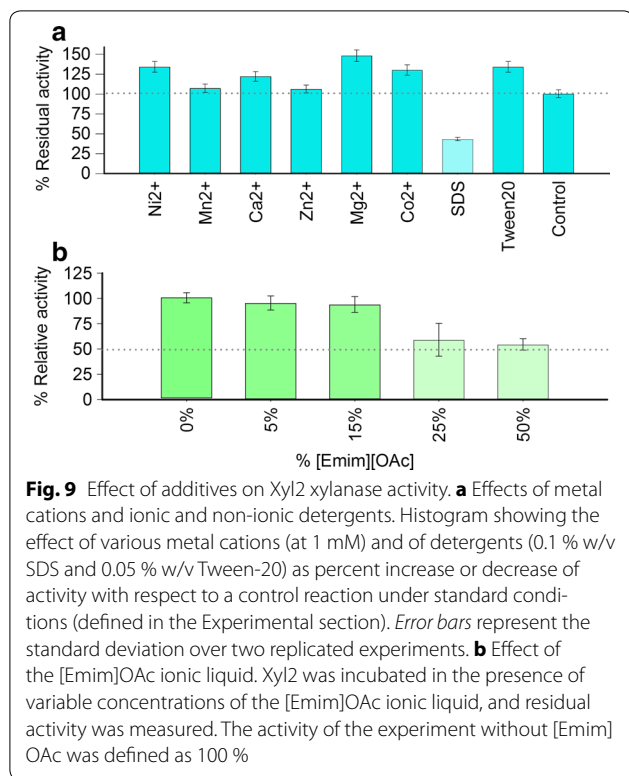 a
% Residual activity
150
125
100
75
50
25
0
Ni2+
Mn2+
Ca2+
Zn2+
Mg2+
Co2+
SDS
Tween20
Control
b
% Relative activity
125
100
75
50
25
0
0%
5%
15%
25%
50%
% [Emim][OAc]
Fig. 9 Effect of additives on Xyl2 xylanase activity. a Effects of metal
cations and ionic and non-ionic detergents. Histogram showing the
effect of various metal cations (at 1 mM) and of detergents (0.1 % w/v
SDS and 0.05 % w/v Tween-20) as percent increase or decrease of
activity with respect to a control reaction under standard condi-
tions (defined in the Experimental section). Error bars represent the
standard deviation over two replicated experiments. b Effect of
the [Emim]OAc ionic liquid. Xyl2 was incubated in the presence of
variable concentrations of the [Emim]OAc ionic liquid, and residual
activity was measured. The activity of the experiment without [Emim]
OAc was defined as 100 %